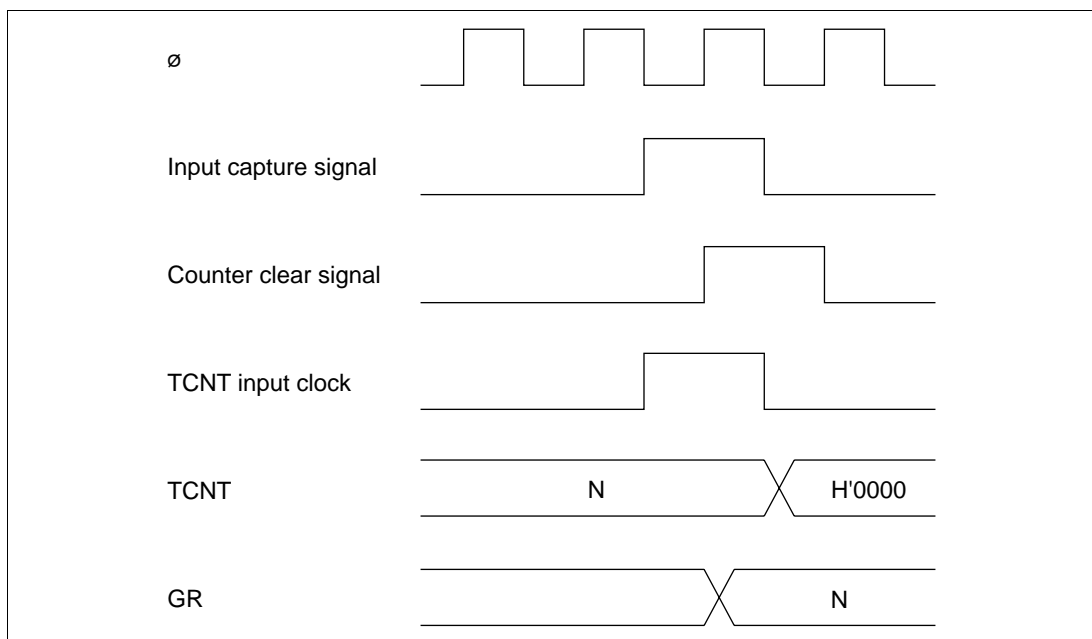 ø
Input capture signal
Counter clear signal
TCNT input clock
TCNT N H'0000
GR N